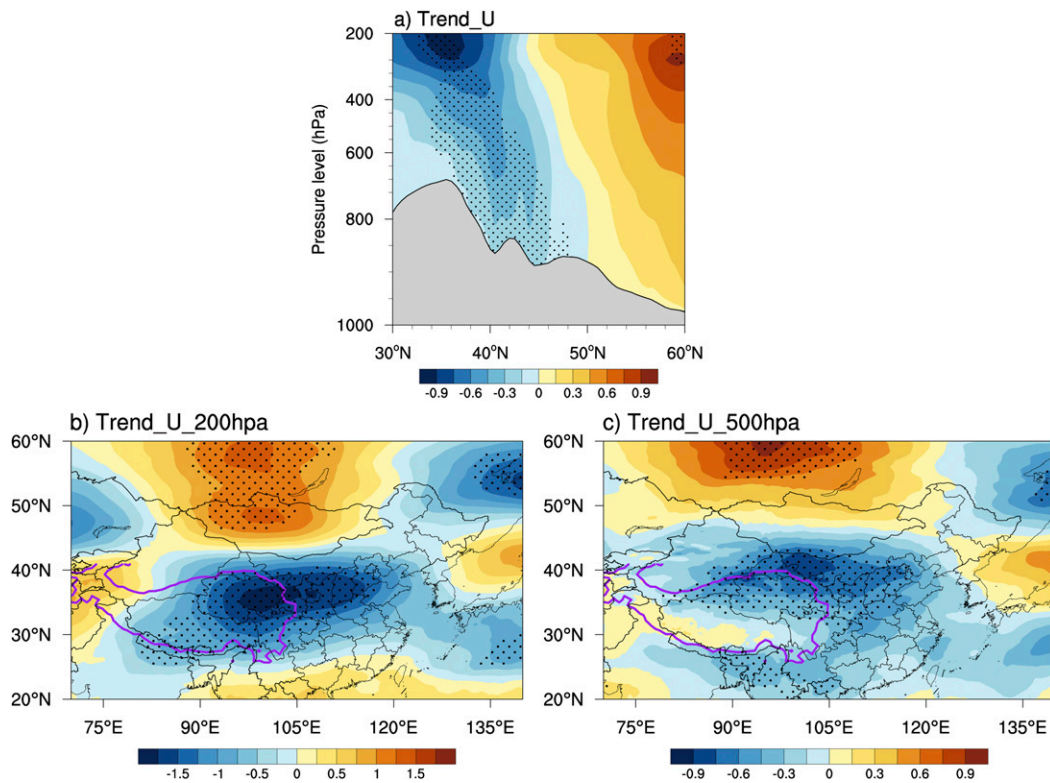 a) Trend_U
Pressure level (hPa)
200
400
600
800
1000
30°N 40°N 50°N 60°N
-0.9 -0.6 -0.3 0 0.3 0.6 0.9
b) Trend_U_200hpa
60°N
50°N
40°N
30°N
20°N
75°E 90°E 105°E 120°E 135°E
-1.5 -1 -0.5 0 0.5 1 1.5
c) Trend_U_500hpa
60°N
50°N
40°N
30°N
20°N
75°E 90°E 105°E 120°E 135°E
-0.9 -0.6 -0.3 0 0.3 0.6 0.9